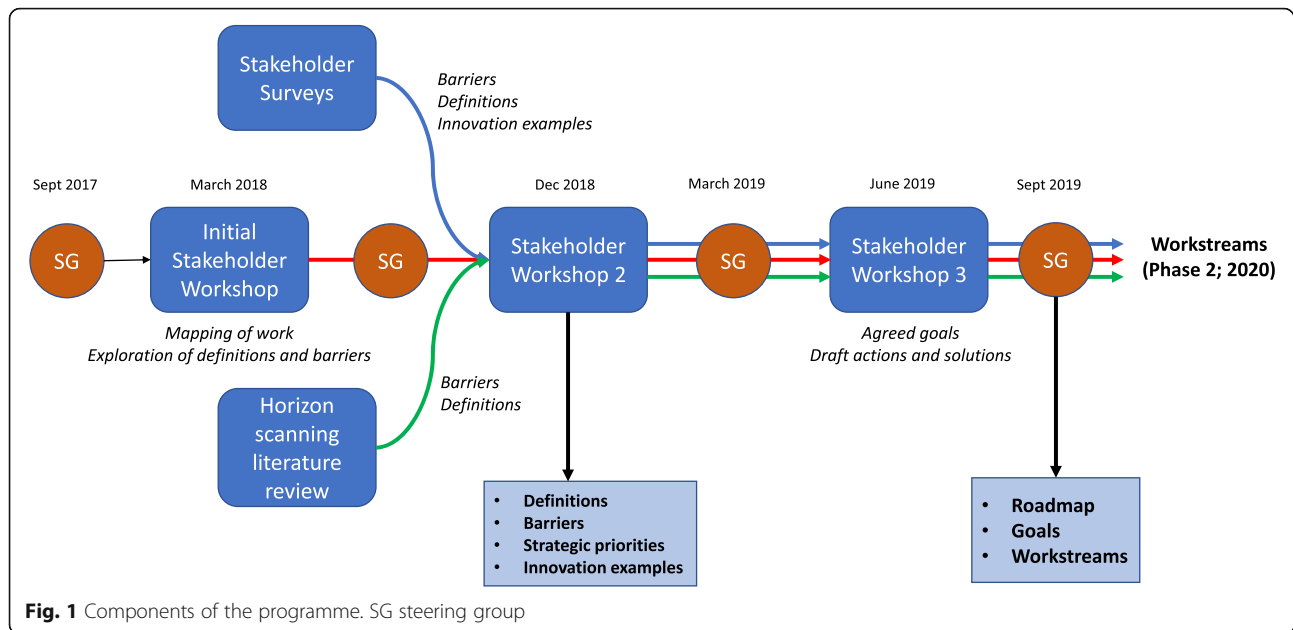 Stakeholder
Surveys
Barriers
Definitions
Innovation examples
Sept 2017
March 2018
Dec 2018
March 2019
June 2019
Sept 2019
SG
Initial
Stakeholder
Workshop
SG
Stakeholder
Workshop 2
SG
Stakeholder
Workshop 3
SG
Workstreams
(Phase 2; 2020)
Mapping of work
Exploration of definitions and barriers
Agreed goals
Draft actions and solutions
Barriers
Definitions
Horizon
scanning
literature
review
• Definitions
• Barriers
• Strategic priorities
• Innovation examples
• Roadmap
• Goals
• Workstreams
Fig. 1 Components of the programme. SG steering group